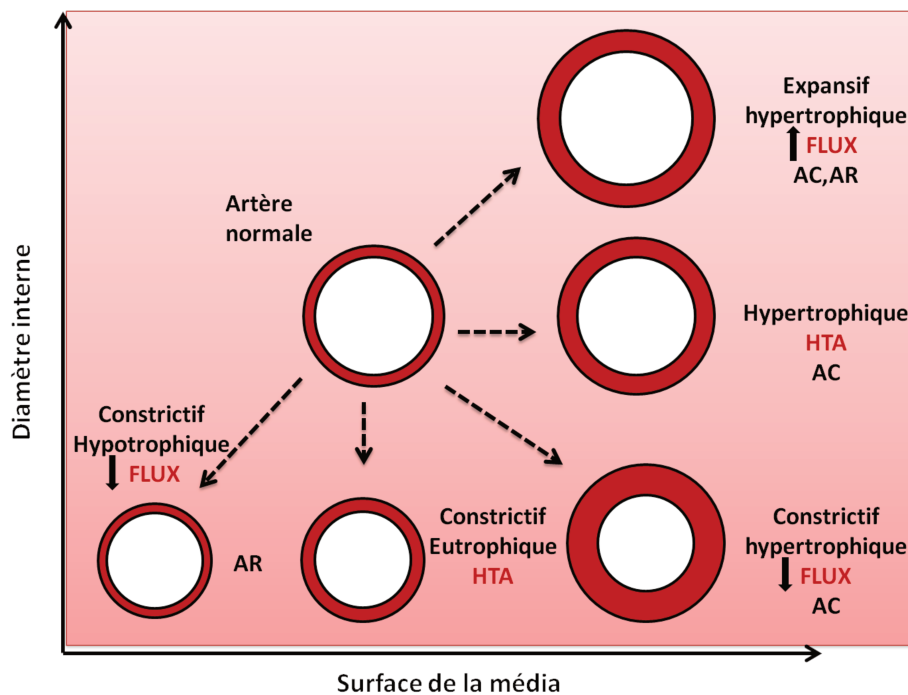 Expansif
hypertrophique
FLUX
AC,AR
Artère
normale
Hypertrophique
HTA
AC
Constrictif
Hypotrophique
FLUX
AR
Constrictif
Eutrophique
HTA
Constrictif
hypertrophique
FLUX
AC
Diamètre interne
Surface de la média